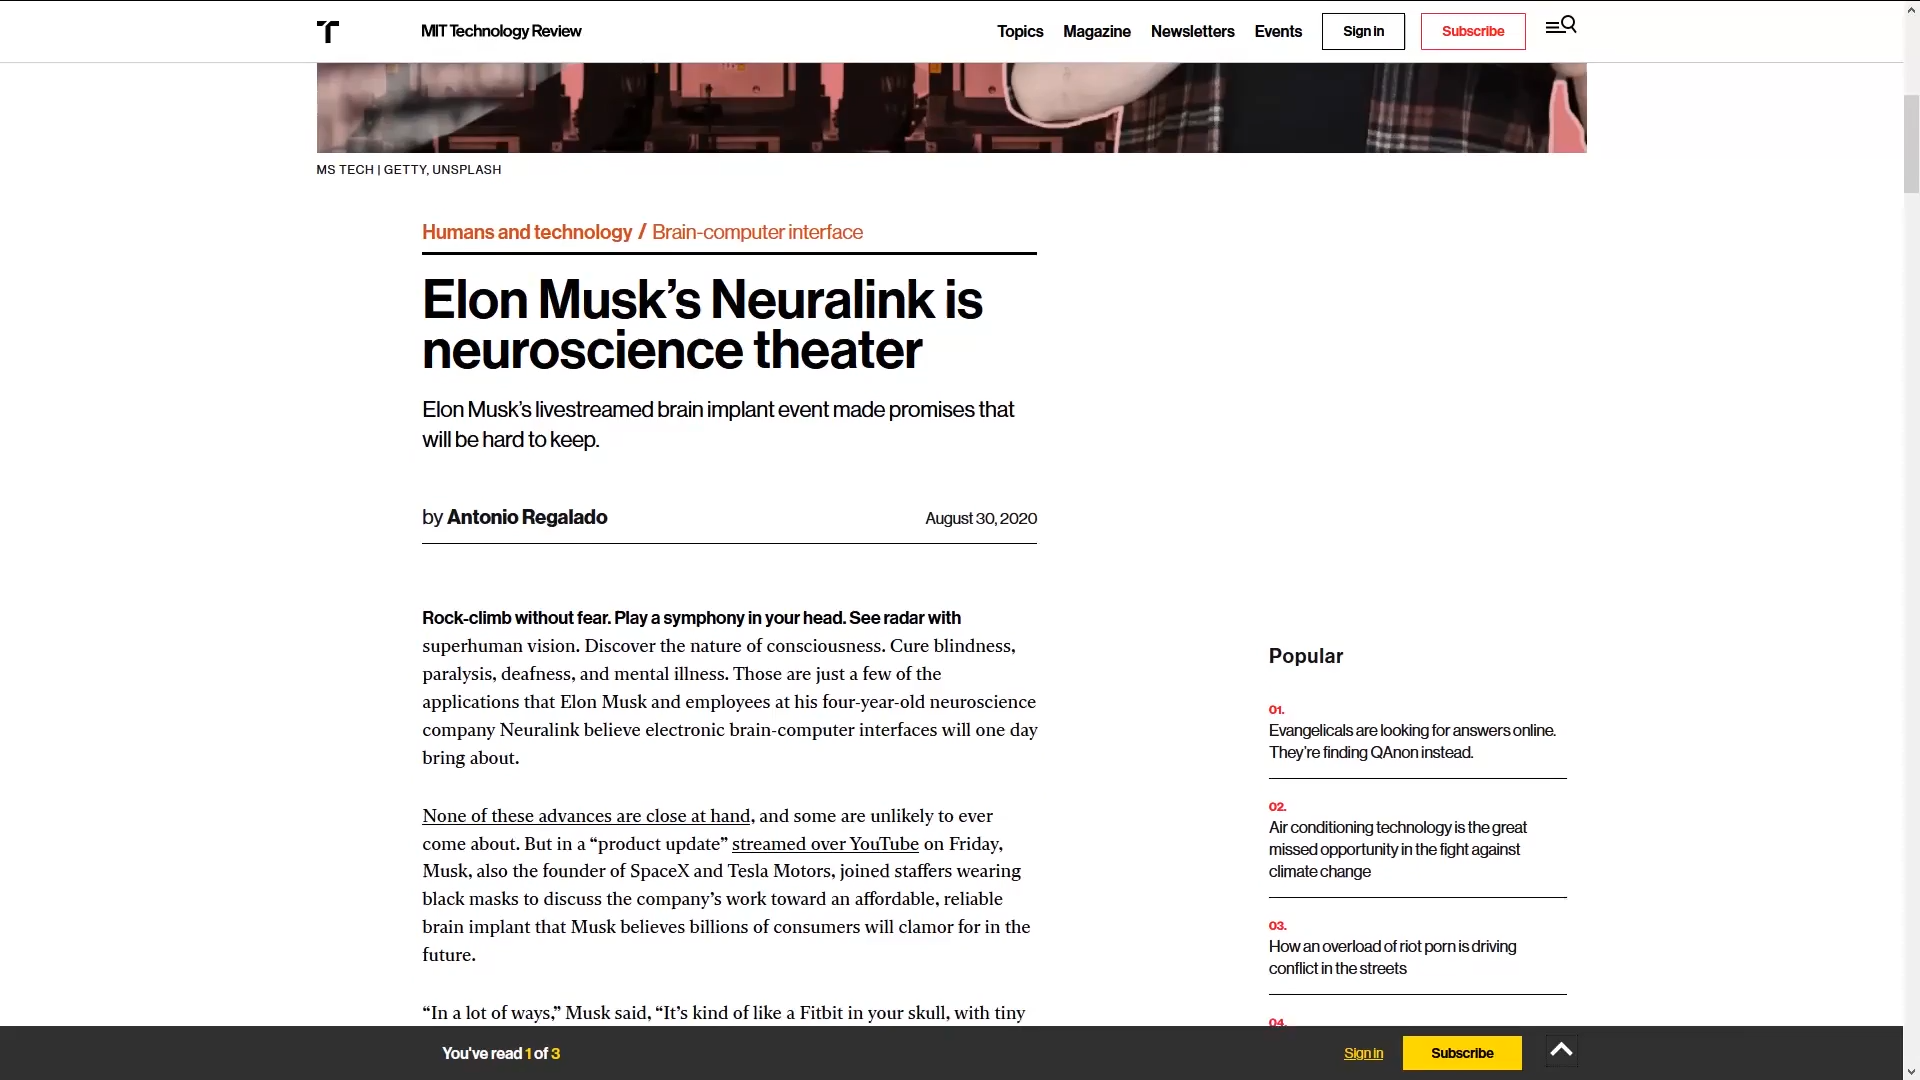 MIT Technology Review
Topics Magazine Newsletters Events Sign in Subscribe
MS TECH | GETTY, UNSPLASH
Humans and technology / Brain-computer interface
Elon Musk’s Neuralink is
neuroscience theater
Elon Musk’s livestreamed brain implant event made promises that
will be hard to keep.
by Antonio Regalado
August 30, 2020
Rock-climb without fear. Play a symphony in your head. See radar with
superhuman vision. Discover the nature of consciousness. Cure blindness,
paralysis, deafness, and mental illness. Those are just a few of the
applications that Elon Musk and employees at his four-year-old neuroscience
company Neuralink believe electronic brain-computer interfaces will one day
bring about.
None of these advances are close at hand, and some are unlikely to ever
come about. But in a “product update” streamed over YouTube on Friday,
Musk, also the founder of SpaceX and Tesla Motors, joined staffers wearing
black masks to discuss the company’s work toward an affordable, reliable
brain implant that Musk believes billions of consumers will clamor for in the
future.
“In a lot of ways,” Musk said, “It’s kind of like a Fitbit in your skull, with tiny
Popular
01.
Evangelicals are looking for answers online.
They’re finding QAnon instead.
02.
Air conditioning technology is the great
missed opportunity in the fight against
climate change
03.
How an overload of riot porn is driving
conflict in the streets
04.
You've read 1 of 3
Sign in
Subscribe